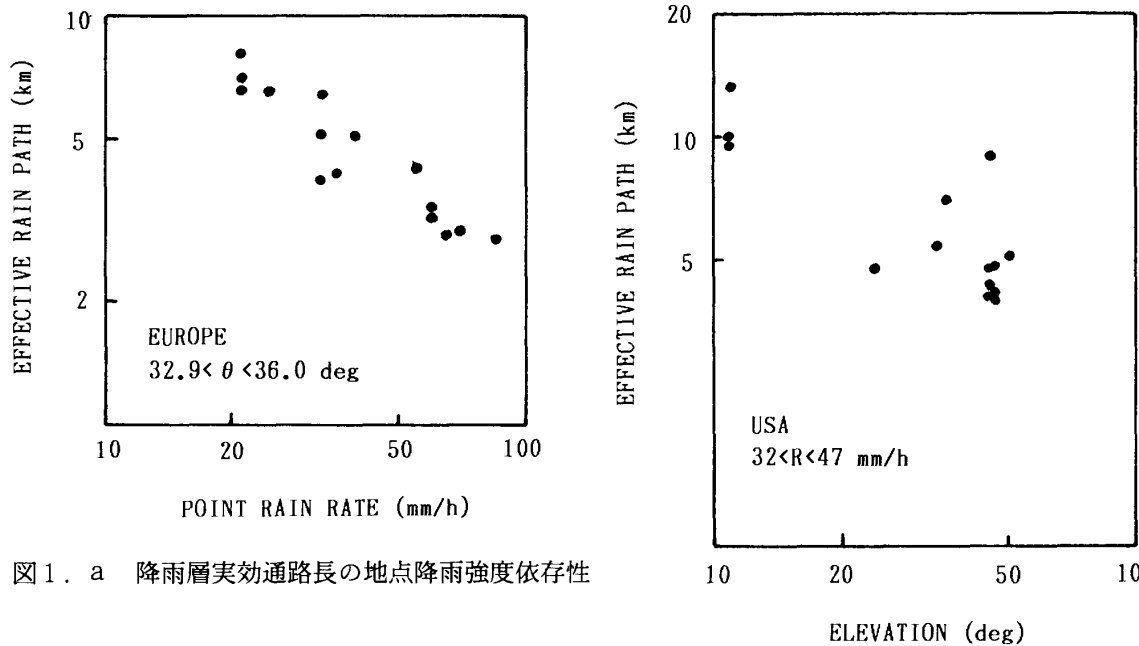 10
5
2
EFFECTIVE RAIN PATH (km)
EUROPE
32.9< θ <36.0 deg
10 20 50 100
POINT RAIN RATE (mm/h)
図1. a 降雨層実効通路長の地点降雨強度依存性
20
10
5
EFFECTIVE RAIN PATH (km)
USA
32<R<47 mm/h
10 20 50 10
ELEVATION (deg)